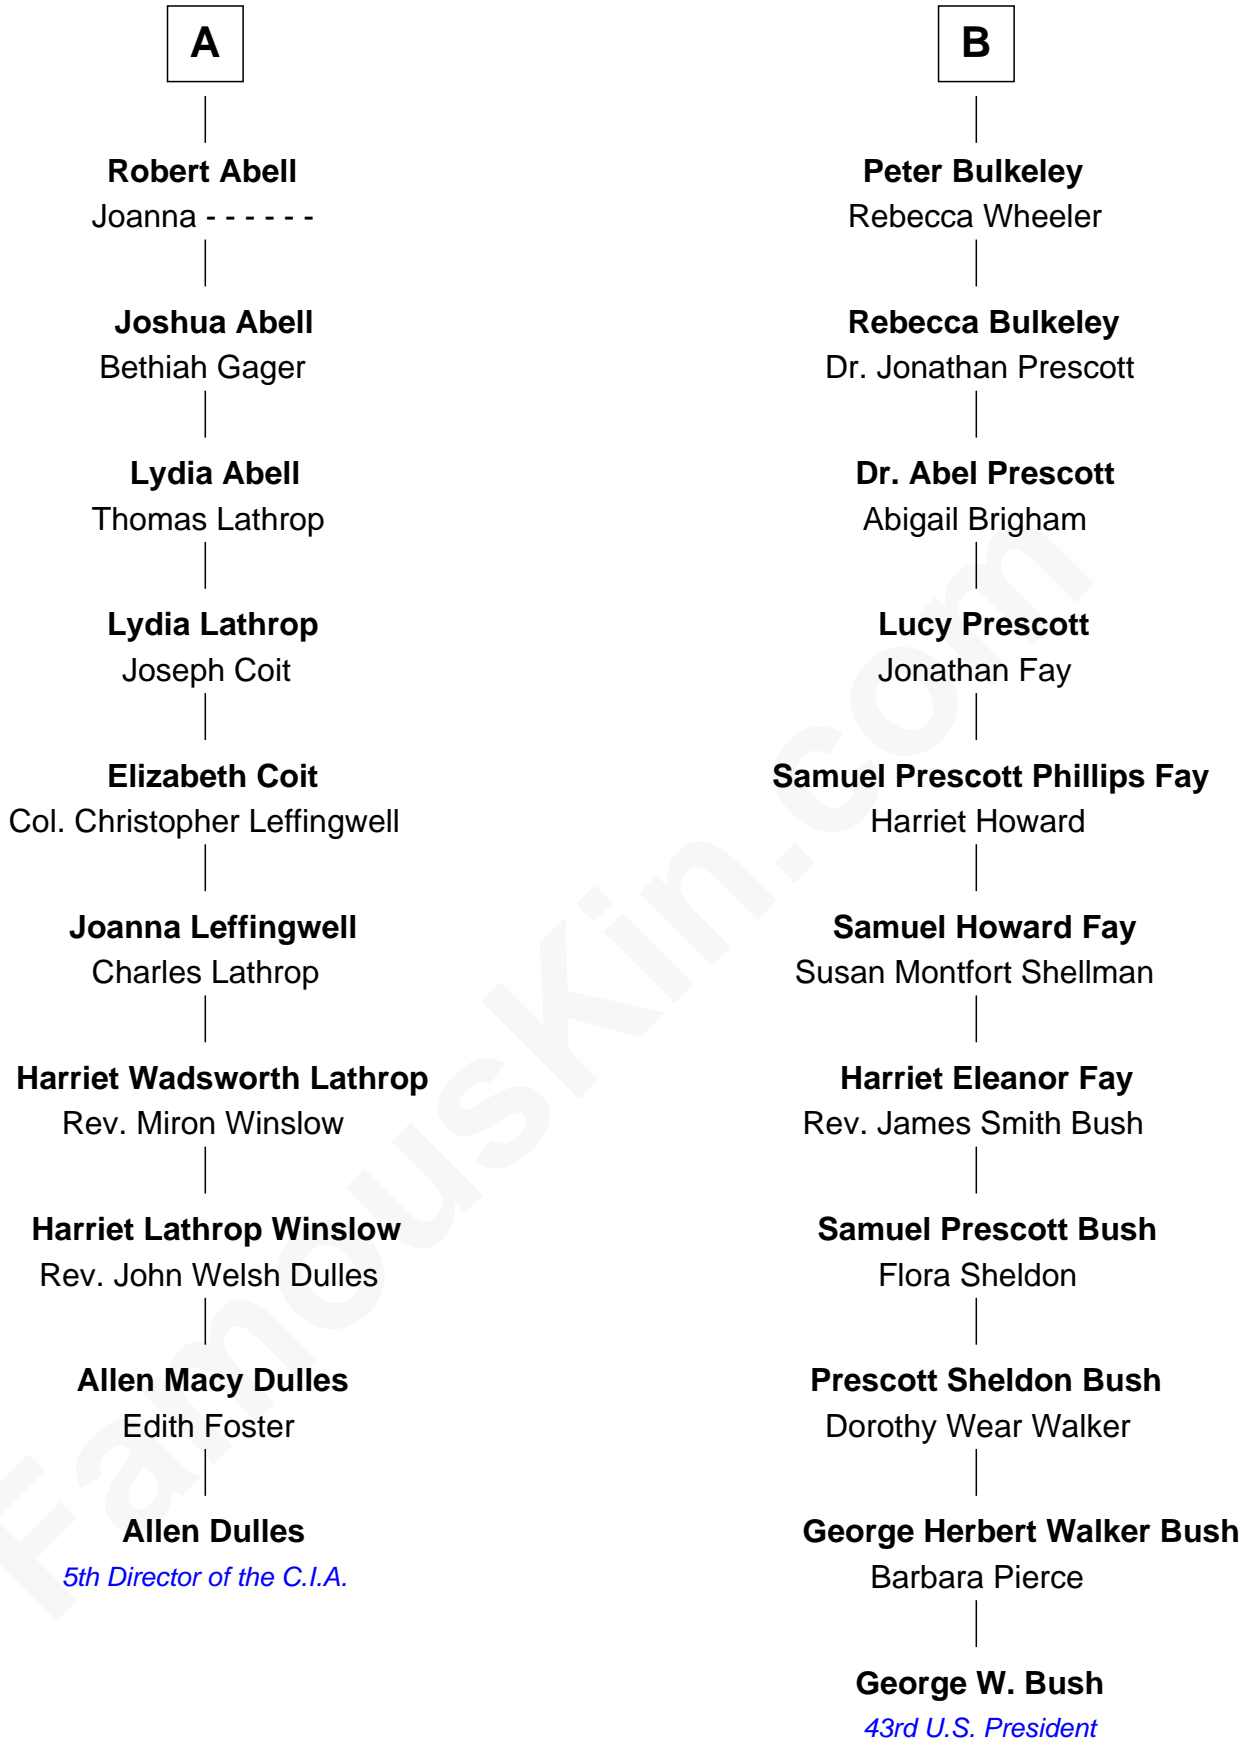 A
Robert Abell
Joanna - - - - - -
Joshua Abell
Bethiah Gager
Lydia Abell
Thomas Lathrop
Lydia Lathrop
Joseph Coit
Elizabeth Coit
Col. Christopher Leffingwell
Joanna Leffingwell
Charles Lathrop
Harriet Wadsworth Lathrop
Rev. Miron Winslow
Harriet Lathrop Winslow
Rev. John Welsh Dulles
Allen Macy Dulles
Edith Foster
Allen Dulles
5th Director of the C.I.A.
B
Peter Bulkeley
Rebecca Wheeler
Rebecca Bulkeley
Dr. Jonathan Prescott
Dr. Abel Prescott
Abigail Brigham
Lucy Prescott
Jonathan Fay
Samuel Prescott Phillips Fay
Harriet Howard
Samuel Howard Fay
Susan Montfort Shellman
Harriet Eleanor Fay
Rev. James Smith Bush
Samuel Prescott Bush
Flora Sheldon
Prescott Sheldon Bush
Dorothy Wear Walker
George Herbert Walker Bush
Barbara Pierce
George W. Bush
43rd U.S. President
FamousKin.com